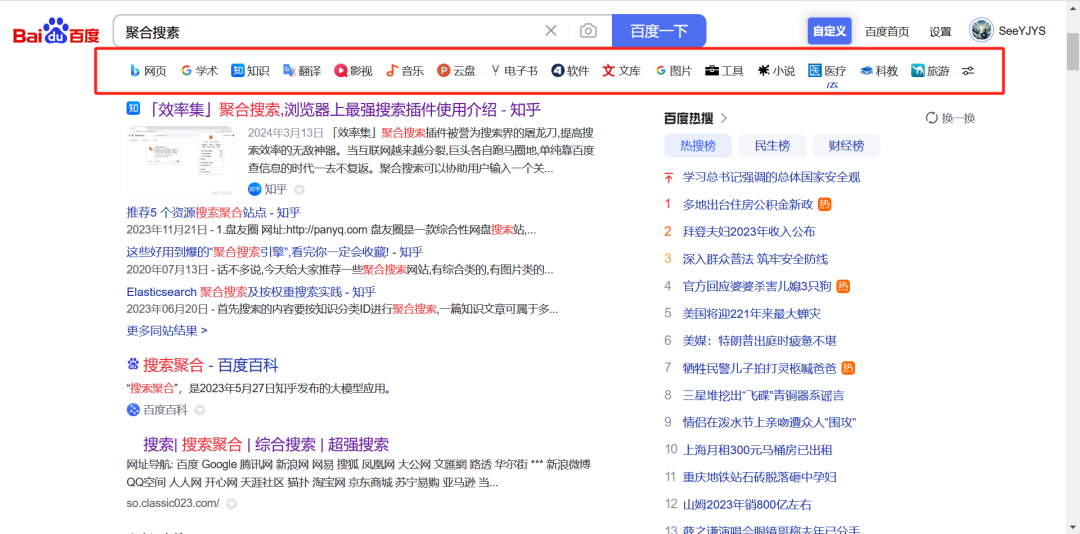 Bai du 百度
聚合搜素
百度一下
自定义
百度首页
设置
SeeYJYS
网页
学术
知 知识
翻译
影视
音乐
云盘
电子书
软件
文 文库
图片
工具
小说
医 医疗
科教
旅游
法
知 「效率集」聚合搜索,浏览器上最强搜索插件使用介绍 - 知乎
2024年3月13日 「效率集」聚合搜索插件被誉为搜索界的屠龙刀,提高搜
索效率的无敌神器。当互联网越来越分裂,巨头各自跑马圈地,单纯靠百度
查信息的时代一去不复返。聚合搜索可以协助用户输入一个关...
知乎 知乎
推荐5 个资源搜索聚合站点 - 知乎
2023年11月21日 - 1.盘友圈 网址:http://panyq.com 盘友圈是一款综合性网盘搜索站,...
这些好用到爆的“聚合搜索引擎”,看完你一定会收藏! - 知乎
2020年07月13日 - 话不多说,今天给大家推荐一些聚合搜索网站,有综合类的,有图片类的...
Elasticsearch 聚合搜索及按权重搜索实践 - 知乎
2023年06月20日 - 首先搜索的内容要按知识分类ID进行聚合搜索,一篇知识文章可属于多...
更多同站结果 >
搜索聚合 - 百度百科
“搜索聚合”，是2023年5月27日知乎发布的大模型应用。
百度百科
搜索| 搜索聚合 | 综合搜索 | 超强搜索
网址导航: 百度 Google 腾讯网 新浪网 网易 搜狐 凤凰网 大公网 文匯網 路透 华尔街 *** 新浪微博
QQ空间 人人网 开心网 天涯社区 猫扑 淘宝网 京东商城 苏宁易购 亚马逊 当...
so.classic023.com/
百度热搜 >
换一换
热搜榜
民生榜
财经榜
学习总书记强调的总体国家安全观
1 多地出台住房公积金新政 热
2 拜登夫妇2023年收入公布
3 深入群众普法 筑牢安全防线
4 官方回应婆婆杀害儿媳3只狗 热
5 美国将迎221年来最大蝉灾
6 美媒：特朗普出庭时疲惫不堪
7 牺牲民警儿子拍打灵柩喊爸爸 热
8 三星堆挖出“飞碟”青铜器系谣言
9 情侣在泼水节上亲吻遭众人“围攻”
10 上海月租300元马桶房已出租
11 重庆地铁站石砖脱落砸中孕妇
12 山姆2023年销800亿左右
13 薛之谦演唱会眼镜哥称去年已分手